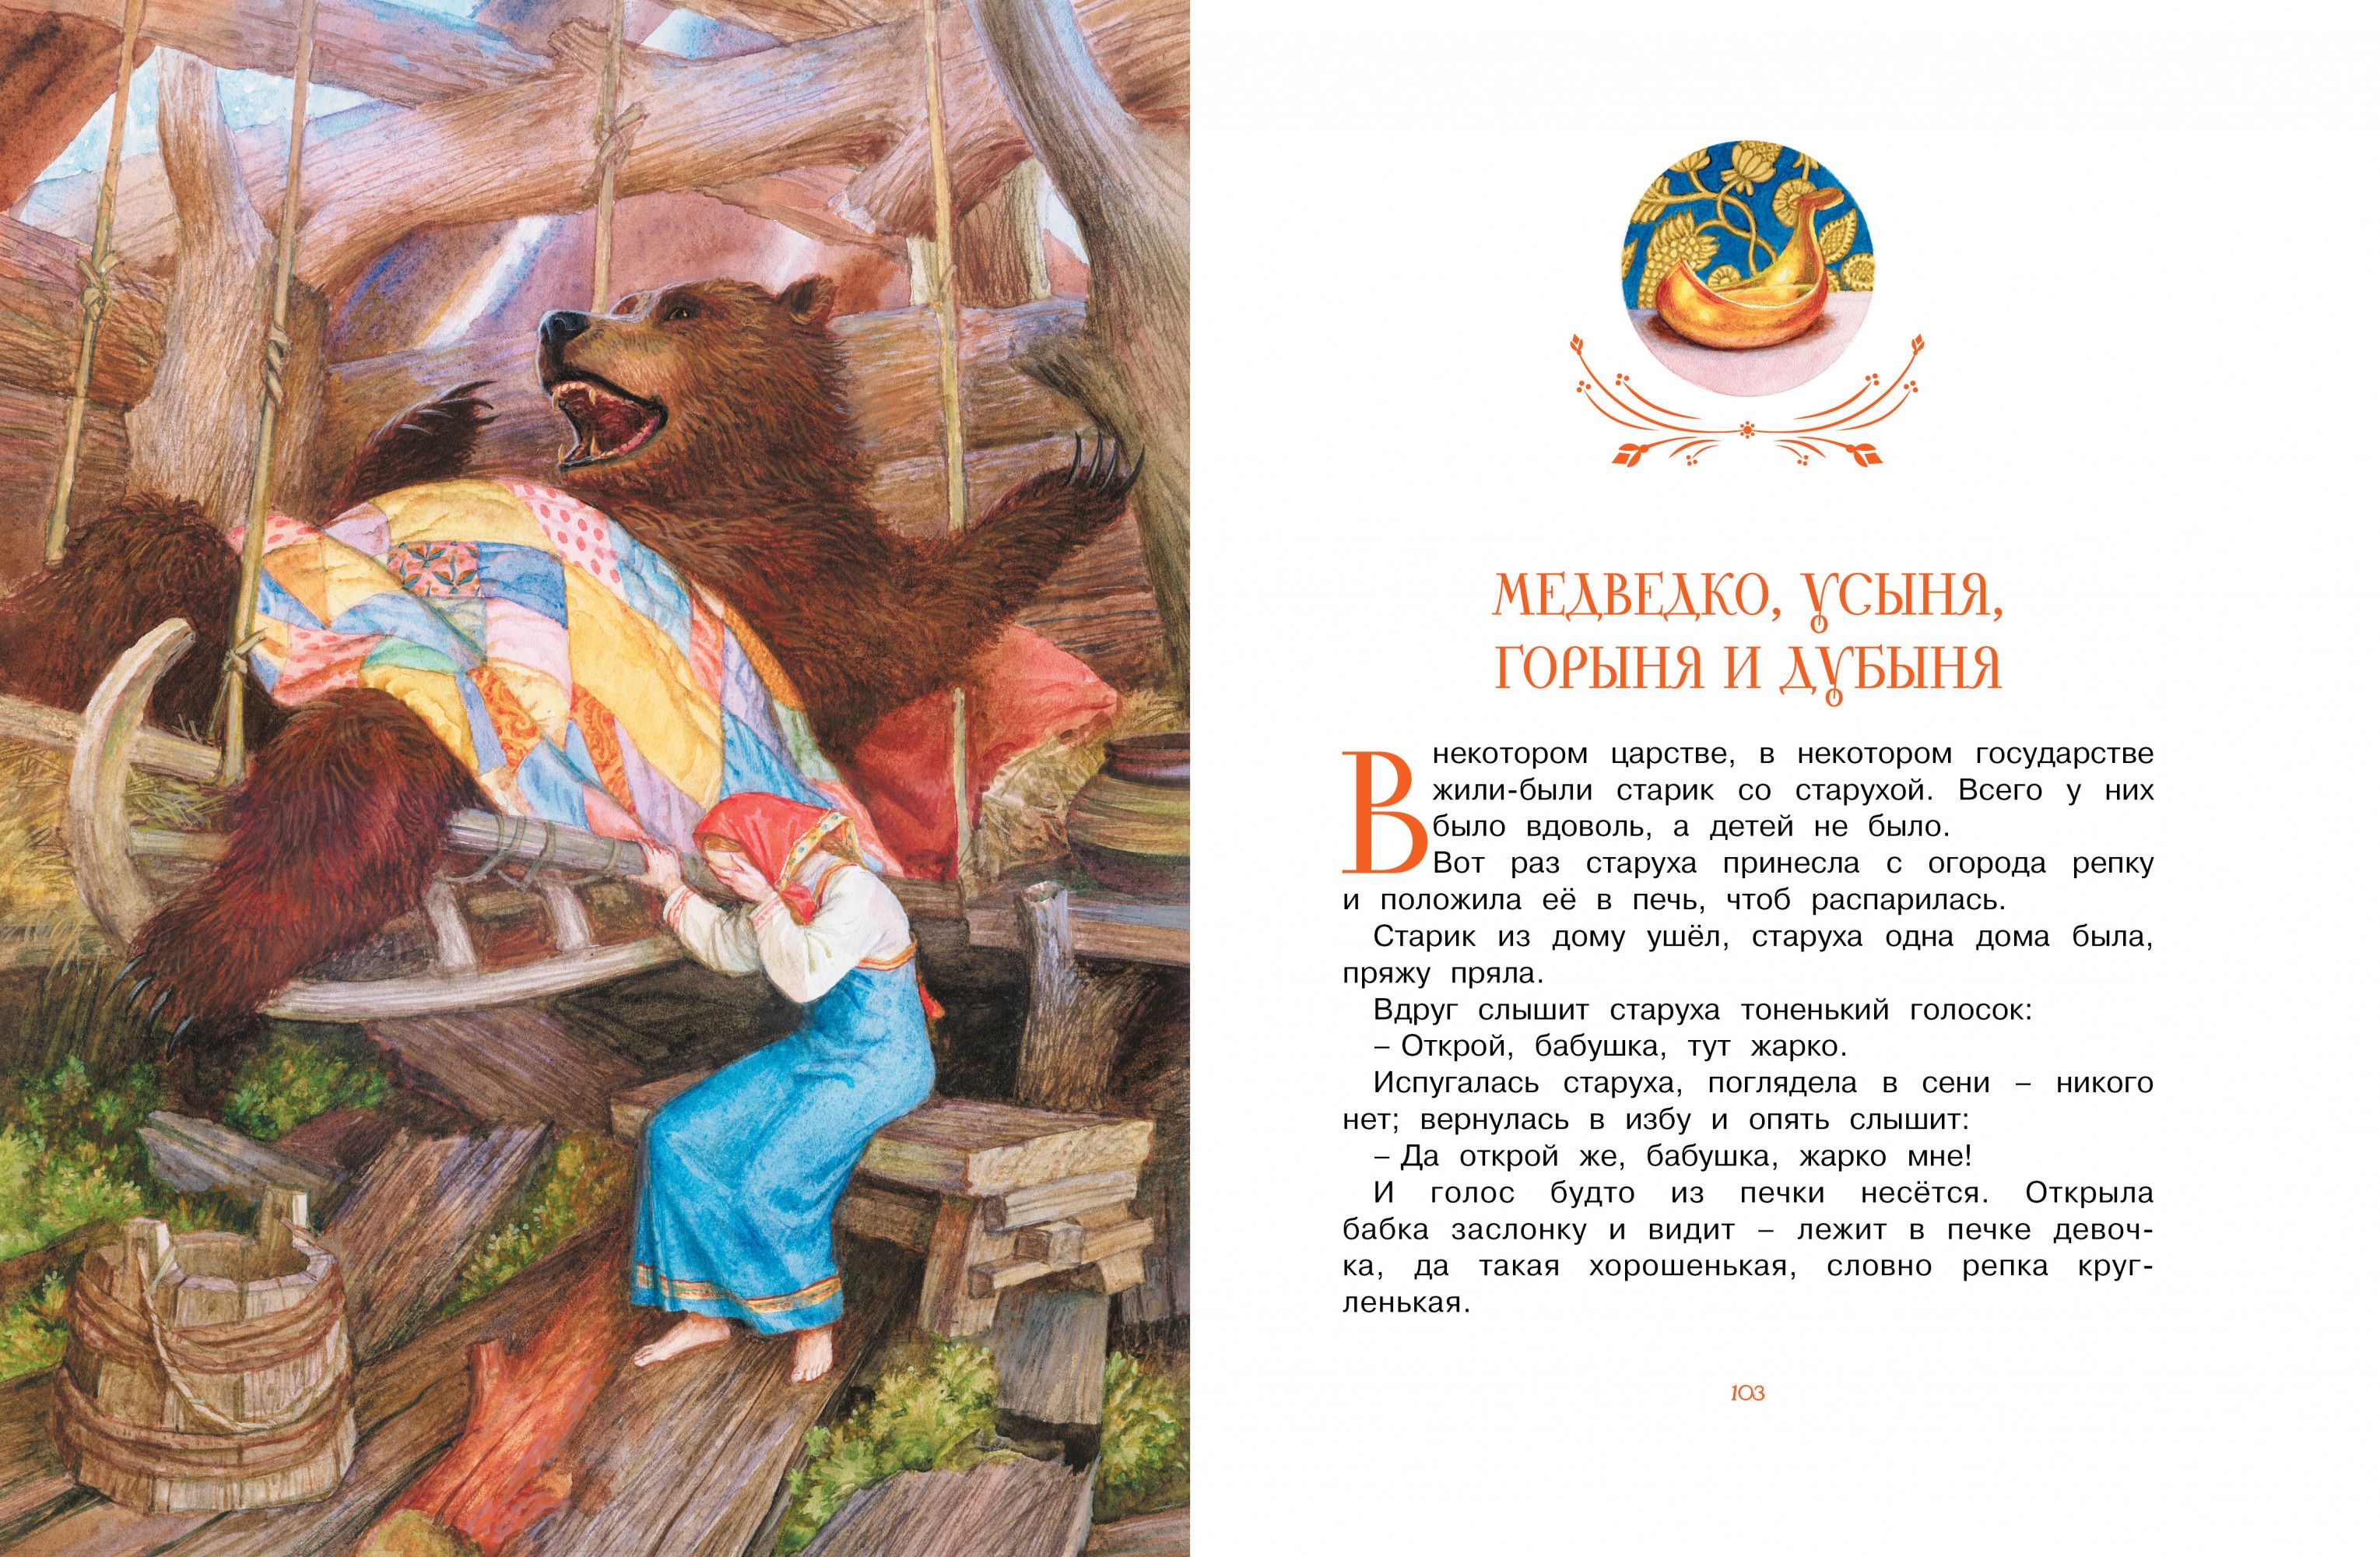 МЕДВЕДКО, УСЫНЯ,
ГОРЫНЯ И ДУБЫНЯ
В некотором царстве, в некотором государстве
жили-были старик со старухой. Всего у них
было вдоволь, а детей не было.
Вот раз старуха принесла с огорода репку
и положила её в печь, чтоб распарилась.
Старик из дому ушёл, старуха одна дома была,
пряжу пряла.
Вдруг слышит старуха тоненький голосок:
– Открой, бабушка, тут жарко.
Испугалась старуха, поглядела в сени – никого
нет; вернулась в избу и опять слышит:
– Да открой же, бабушка, жарко мне!
И голос будто из печки несётся. Открыла
бабка заслонку и видит – лежит в печке девоч-
ка, да такая хорошенькая, словно репка круг-
ленькая.
103